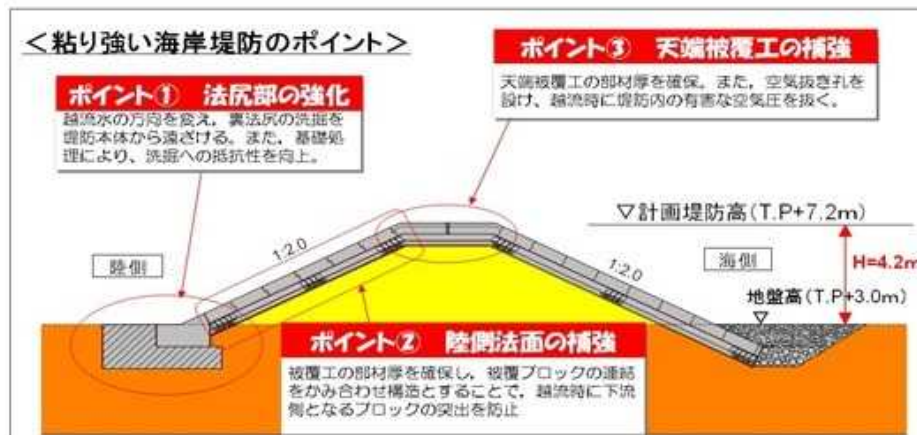 ＜粘り強い海岸堤防のポイント＞
ポイント① 法尻部の強化
越流水の方向を変え、裏法尻の洗掘を
堤防本体から遠ざける。また、基礎処
理により、洗掘への抵抗性を向上。
ポイント③ 天端被覆工の補強
天端被覆工の部材厚を確保。また、空気抜き孔を
設け、越流時に堤防内の有害な空気圧を抜く。
▽計画堤防高(T.P+7.2m)
1:2.0
陸側
1:2.0
海側
H=4.2m
地盤高(T.P+3.0m)
ポイント② 陸側法面の補強
被覆工の部材厚を確保し、被覆ブロックの連結
をかみ合わせ構造とすることで、越流時に下流
側となるブロックの突出を防止